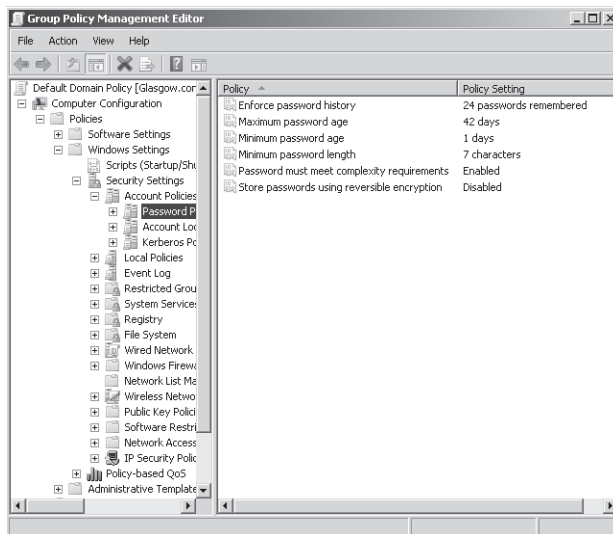 Group Policy Management Editor
File Action View Help
Default Domain Policy [Glasgow.cor
Computer Configuration
Policies
Software Settings
Windows Settings
Scripts (Startup/Shu
Security Settings
Account Policies
Password P
Account Loc
Kerberos Po
Local Policies
Event Log
Restricted Grou
System Services
Registry
File System
Wired Network
Windows Firewa
Network List Ma
Wireless Netwo
Public Key Polici
Software Restri
Network Access
IP Security Polic
Policy-based QoS
Administrative Template
Policy Policy Setting
Enforce password history 24 passwords remembered
Maximum password age 42 days
Minimum password age 1 days
Minimum password length 7 characters
Password must meet complexity requirements Enabled
Store passwords using reversible encryption Disabled